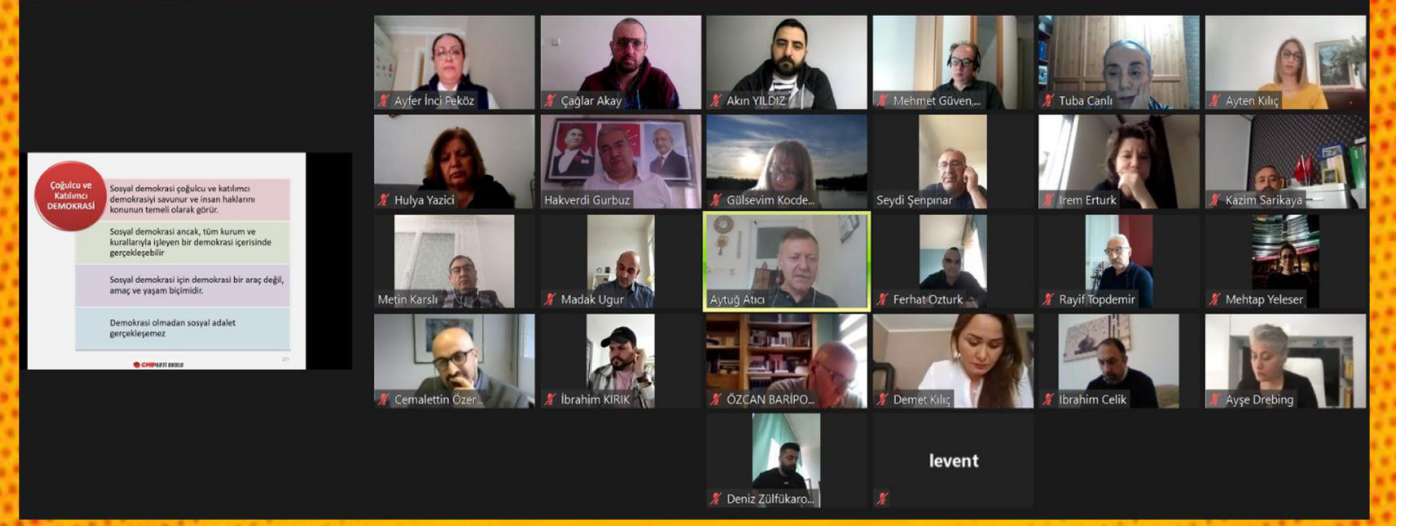 Çoğulcu ve
Katılımcı
DEMOKRASİ
Sosyal demokrasi çoğulcu ve katılımcı
demokrasiyi savunur ve insan haklarını
konunun temeli olarak görür.
Sosyal demokrasi ancak, tüm kurum ve
kurallarıyla işleyen bir demokrasi içerisinde
gerçekleşebilir
Sosyal demokrasi için demokrasi bir araç değil,
amaç ve yaşam biçimidir.
Demokrasi olmadan sosyal adalet
gerçekleşemez
CHP PARTİ OKULU
Ayfer İnci Peköz
Çağlar Akay
Akın YILDIZ
Mehmet Güven,...
Tuba Canlı
Ayten Kılıç
Hulya Yazici
Hakverdi Gurbuz
Gülsevim Kocde...
Seydi Şenpınar
Irem Erturk
Kazim Sarikaya
Metin Karslı
Madak Ugur
Aytuğ Atıcı
Ferhat Ozturk
Rayif Topdemir
Mehtap Yeleser
Cemalettin Özer...
İbrahim KIRIK
ÖZCAN BARİPO...
Demet Kılıç
Ibrahim Celik
Ayşe Drebing
Deniz Zülfükaro...
levent